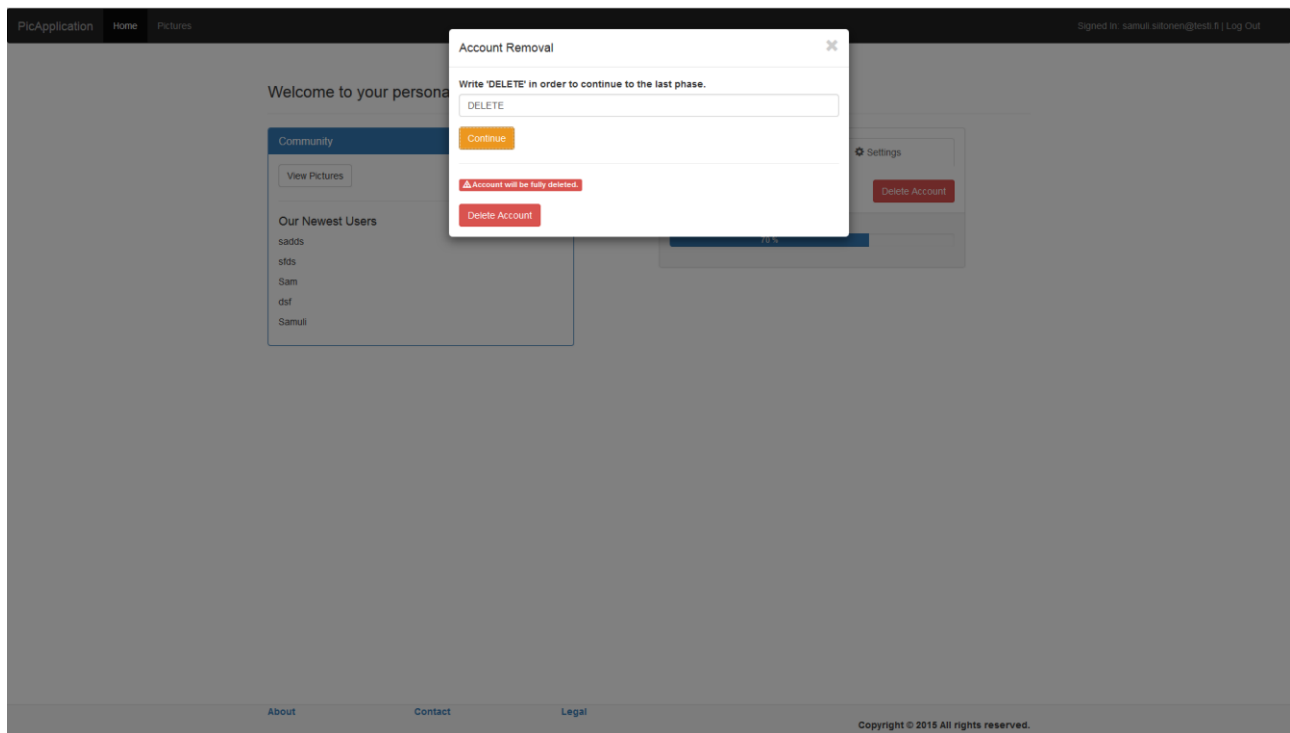 PicApplication Home Pictures Signed in: samuli.siitonen@testi.fi | Log Out
Account Removal
Write 'DELETE' in order to continue to the last phase.
DELETE
Continue
Account will be fully deleted.
Delete Account
Welcome to your persona
Community
View Pictures
Our Newest Users
sadds
sfds
Sam
dsf
Samuli
Settings
Delete Account
70 %
About Contact Legal
Copyright © 2015 All rights reserved.